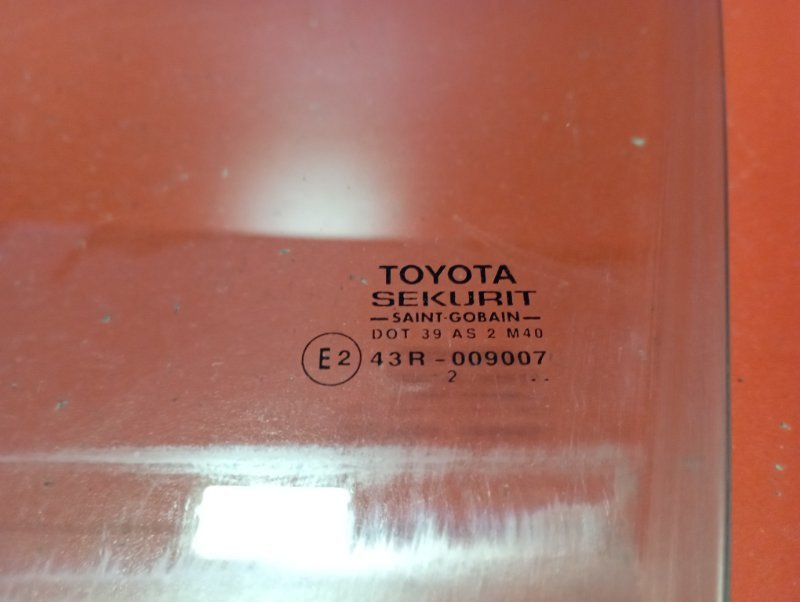 TOYOTA
SEKURIT
—SAINT-GOBAIN—
DOT 39 AS 2 M40
E2 43R-009007
2 ..